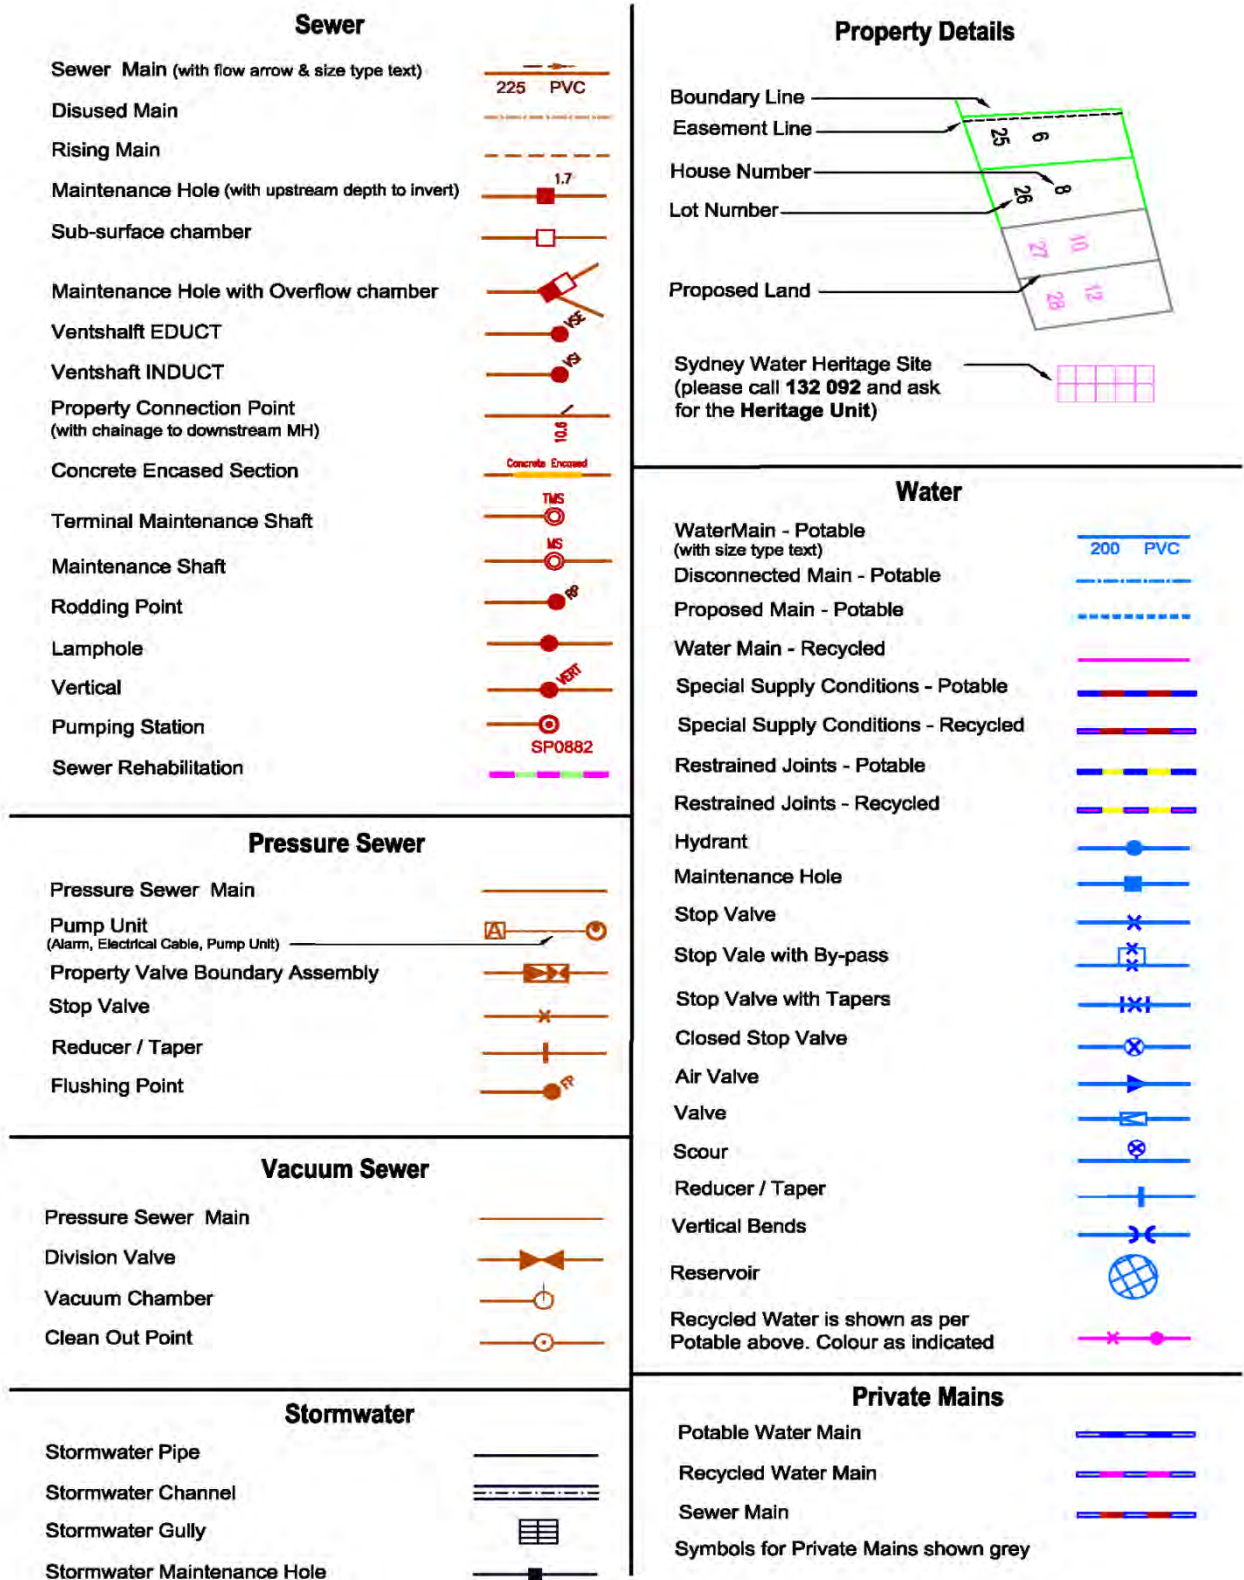 Sewer
Sewer Main (with flow arrow & size type text)
225 PVC
Disused Main
Rising Main
Maintenance Hole (with upstream depth to invert)
1.7
Sub-surface chamber
Maintenance Hole with Overflow chamber
Ventshalft EDUCT
VSE
Ventshaft INDUCT
VSI
Property Connection Point
(with chainage to downstream MH)
10.6
Concrete Encased Section
Concrete Encased
Terminal Maintenance Shaft
TMS
Maintenance Shaft
MS
Rodding Point
RP
Lamphole
Vertical
VERT
Pumping Station
SP0882
Sewer Rehabilitation
Pressure Sewer
Pressure Sewer Main
Pump Unit
(Alarm, Electrical Cable, Pump Unit)
A
Property Valve Boundary Assembly
Stop Valve
Reducer / Taper
Flushing Point
FP
Vacuum Sewer
Pressure Sewer Main
Division Valve
Vacuum Chamber
Clean Out Point
Stormwater
Stormwater Pipe
Stormwater Channel
Stormwater Gully
Stormwater Maintenance Hole
Property Details
Boundary Line
Easement Line
25 6
House Number
Lot Number
26 8
27 10
Proposed Land
28 12
Sydney Water Heritage Site
(please call 132 092 and ask
for the Heritage Unit)
Water
WaterMain - Potable
(with size type text)
200 PVC
Disconnected Main - Potable
Proposed Main - Potable
Water Main - Recycled
Special Supply Conditions - Potable
Special Supply Conditions - Recycled
Restrained Joints - Potable
Restrained Joints - Recycled
Hydrant
Maintenance Hole
Stop Valve
Stop Vale with By-pass
Stop Valve with Tapers
Closed Stop Valve
Air Valve
Valve
Scour
Reducer / Taper
Vertical Bends
Reservoir
Recycled Water is shown as per
Potable above. Colour as indicated
Private Mains
Potable Water Main
Recycled Water Main
Sewer Main
Symbols for Private Mains shown grey